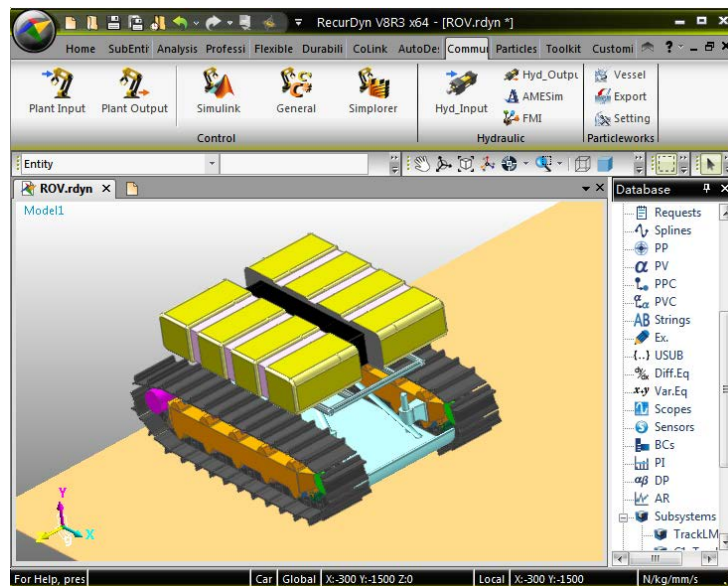 RecurDyn V8R3 x64 - [ROV.rdyn *]
Home SubEnti Analysis Professi Flexible Durabili CoLink AutoDe: Commu Particles Toolkit Customi
Plant Input Plant Output Simulink General Simplorer Hyd_Input Hyd_Outpu Vessel
AMESim Export
FMI Setting
Control Hydraulic Particleworks
Entity
ROV.rdyn Database
Model1
Requests
Splines
PP
PV
PPC
PVC
AB Strings
Ex.
{..} USUB
Diff.Eq
x.y Var.Eq
Scopes
Sensors
BCs
PI
αβ DP
AR
Subsystems
TrackLM
Y
X
For Help, pres Car Global X:-300 Y:-1500 Z:0 Local X:-300 Y:-1500 N/kg/mm/s